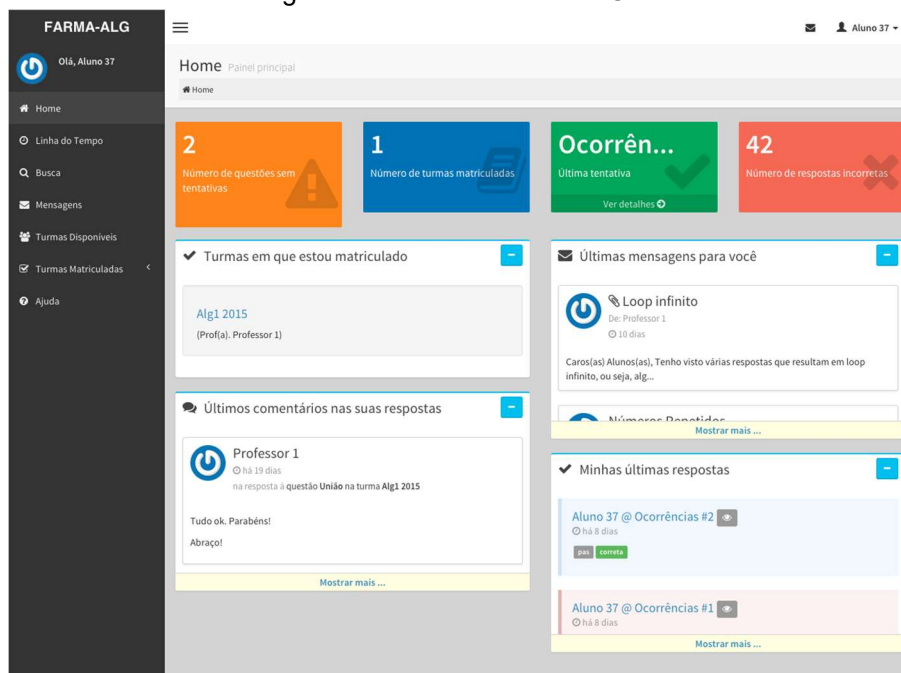 FARMA-ALG
Aluno 37
Olá, Aluno 37
Home
Linha do Tempo
Busca
Mensagens
Turmas Disponíveis
Turmas Matriculadas
Ajuda
Home Painel principal
Home
2
Número de questões sem
tentativas
1
Número de turmas matriculadas
Ocorrên...
Última tentativa
Ver detalhes
42
Número de respostas incorretas
Turmas em que estou matriculado
Alg1 2015
(Prof(a). Professor 1)
Últimos comentários nas suas respostas
Professor 1
há 19 dias
na resposta à questão União na turma Alg1 2015
Tudo ok. Parabéns!
Abraço!
Mostrar mais ...
Últimas mensagens para você
Loop infinito
De: Professor 1
10 dias
Caros(as) Alunos(as), Tenho visto várias respostas que resultam em loop
infinito, ou seja, alg...
Números Repetidos
Mostrar mais ...
Minhas últimas respostas
Aluno 37 @ Ocorrências #2
há 8 dias
pas correta
Aluno 37 @ Ocorrências #1
há 8 dias
Mostrar mais ...